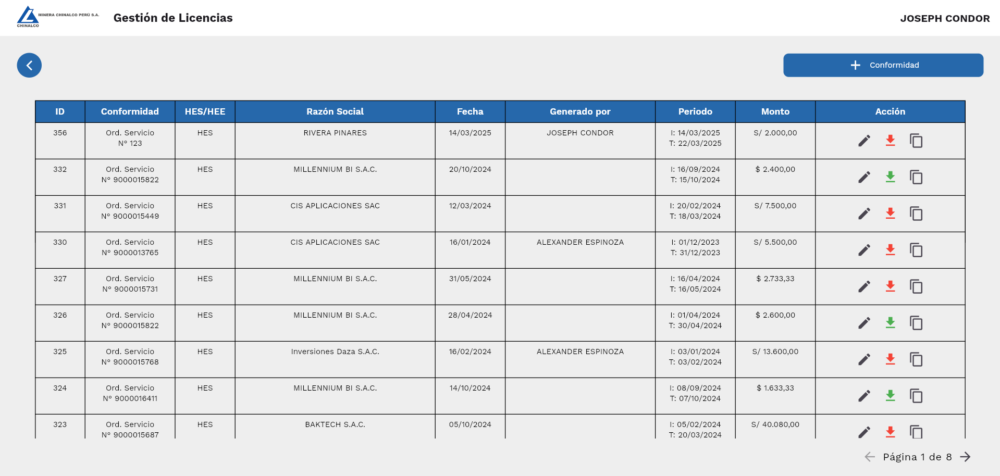 MINERA CHINALCO PERÚ S.A.
CHINALCO
Gestión de Licencias
JOSEPH CONDOR
Conformidad
ID Conformidad HES/HEE Razón Social Fecha Generado por Periodo Monto Acción
356 Ord. Servicio HES RIVERA PINARES 14/03/2025 JOSEPH CONDOR I: 14/03/2025 S/ 2.000,00
N° 123 T: 22/03/2025
332 Ord. Servicio HES MILLENNIUM BI S.A.C. 20/10/2024 I: 16/09/2024 $ 2.400,00
N° 9000015822 T: 15/10/2024
331 Ord. Servicio HES CIS APLICACIONES SAC 12/03/2024 I: 20/02/2024 S/ 7.500,00
N° 9000015449 T: 18/03/2024
330 Ord. Servicio HES CIS APLICACIONES SAC 16/01/2024 ALEXANDER ESPINOZA I: 01/12/2023 S/ 5.500,00
N° 9000013765 T: 31/12/2023
327 Ord. Servicio HES MILLENNIUM BI S.A.C. 31/05/2024 I: 16/04/2024 $ 2.733,33
N° 9000015731 T: 16/05/2024
326 Ord. Servicio HES MILLENNIUM BI S.A.C. 28/04/2024 I: 01/04/2024 $ 2.600,00
N° 9000015822 T: 30/04/2024
325 Ord. Servicio HES Inversiones Daza S.A.C. 16/02/2024 ALEXANDER ESPINOZA I: 03/01/2024 S/ 13.600,00
N° 9000015768 T: 03/02/2024
324 Ord. Servicio HES MILLENNIUM BI S.A.C. 14/10/2024 I: 08/09/2024 $ 1.633,33
N° 9000016411 T: 07/10/2024
323 Ord. Servicio HES BAKTECH S.A.C. 05/10/2024 I: 05/02/2024 S/ 40.080,00
N° 9000015687 T: 20/03/2024
Página 1 de 8